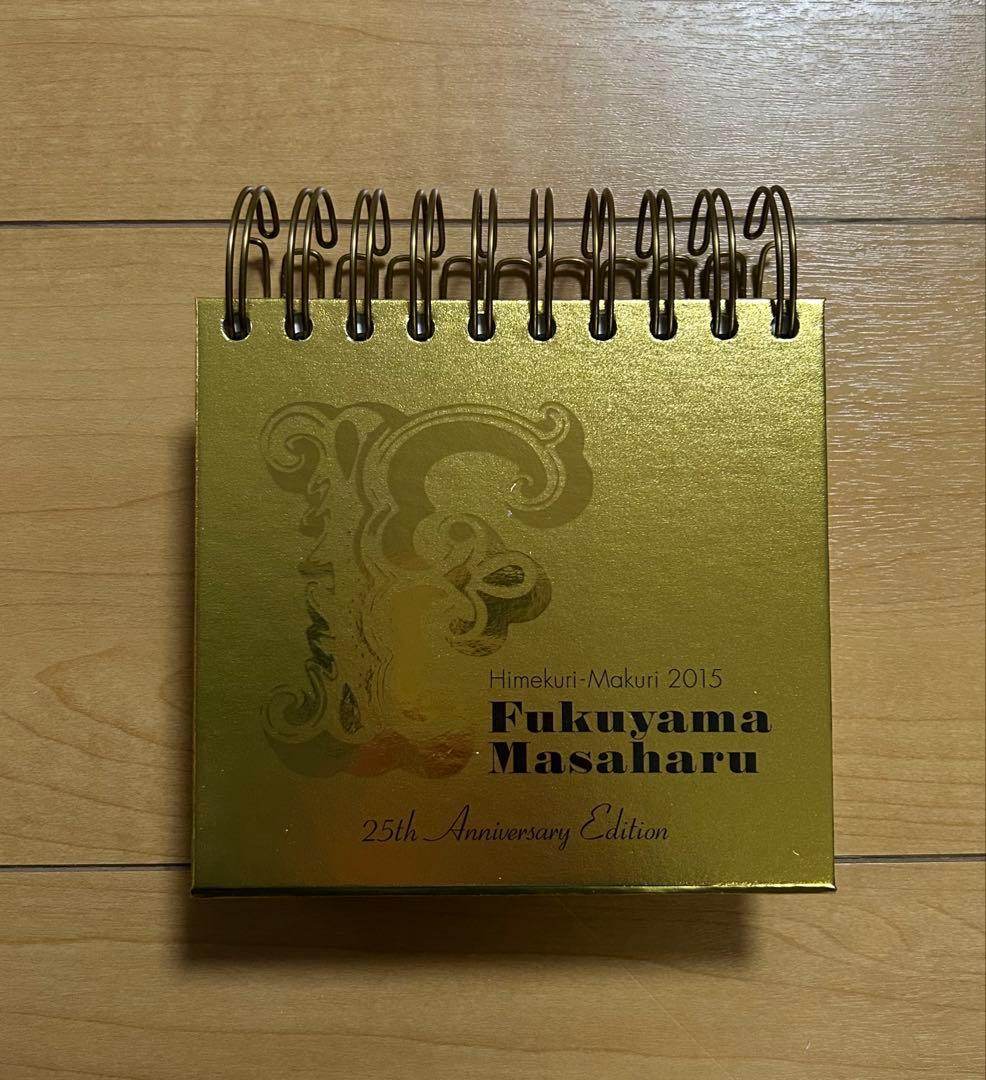 F
Himekuri-Makuri 2015
Fukuyama
Masaharu
25th Anniversary Edition